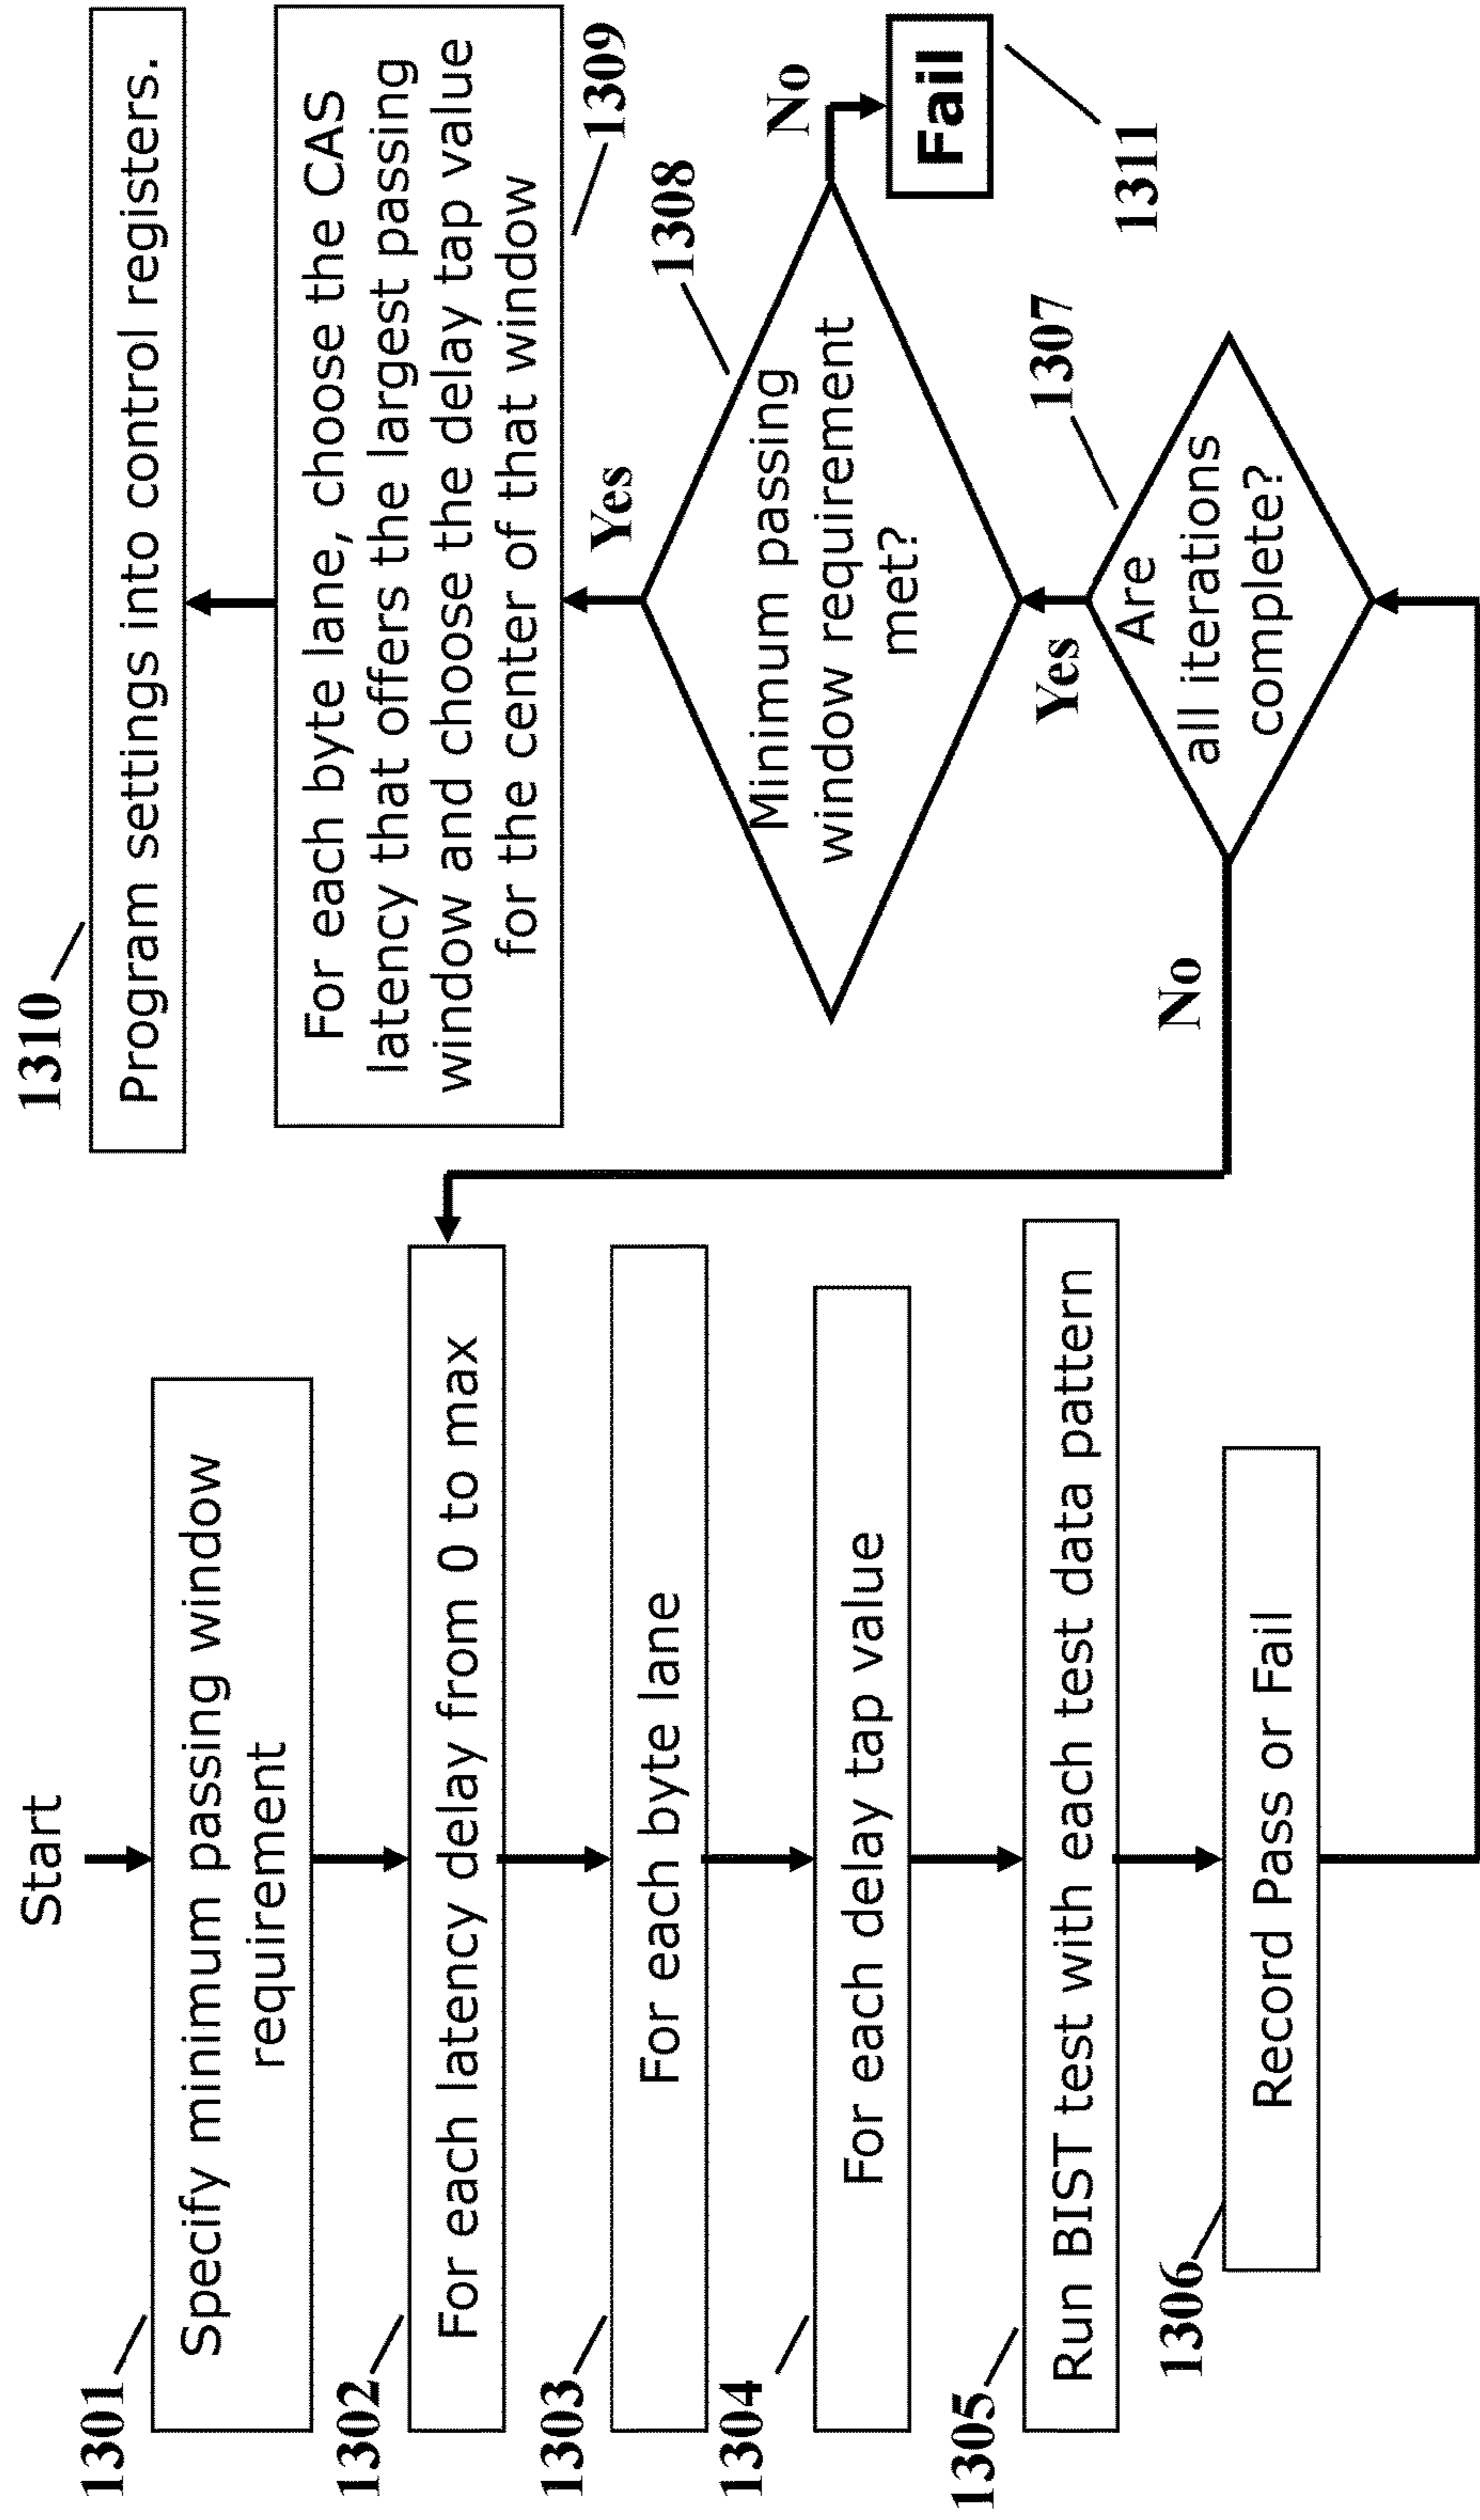 Start
1301
Specify minimum passing window
requirement
1302
For each latency delay from 0 to max
1303
For each byte lane
1304
For each delay tap value
1305
Run BIST test with each test data pattern
1306
Record Pass or Fail
1310
Program settings into control registers.
For each byte lane, choose the CAS
latency that offers the largest passing
window and choose the delay tap value
for the center of that window
1309
Yes
1308
Minimum passing
window requirement
met?
No
Fail
1311
Yes
1307
Are
all iterations
complete?
No